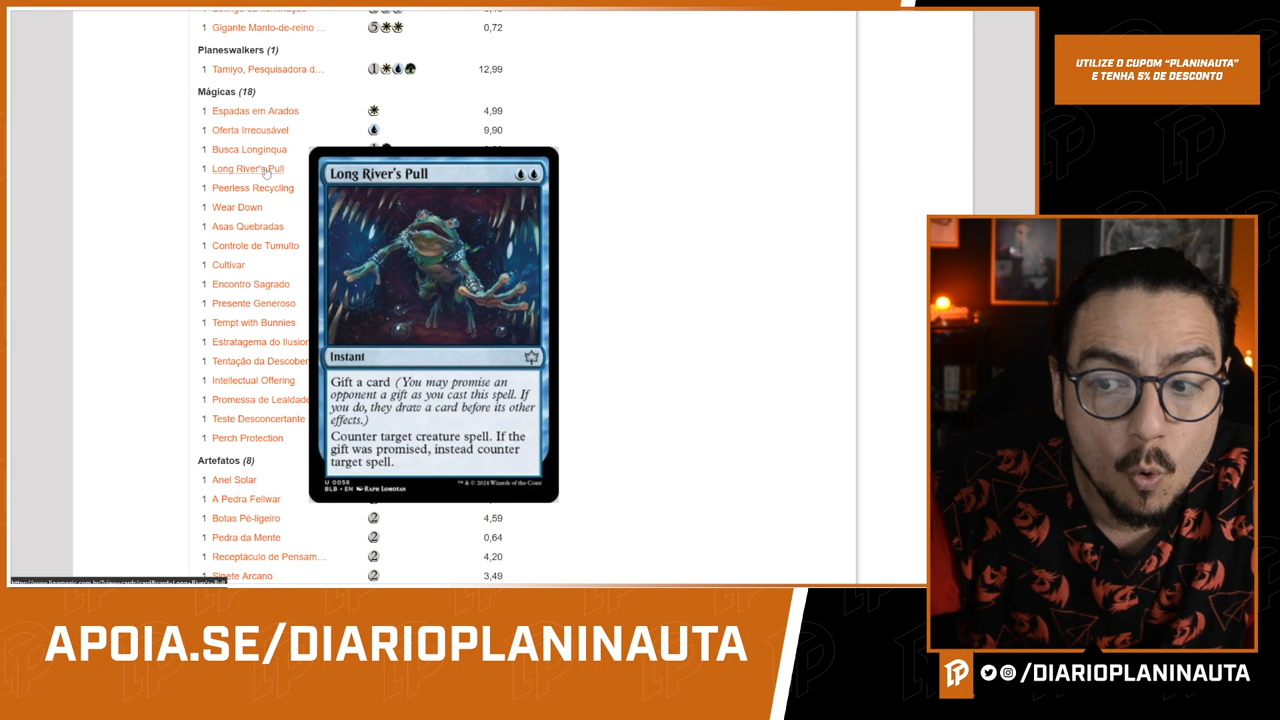 Gigante Manto-de-reino ... 0,72
Planeswalkers (1)
1 Tamiyo, Pesquisadora d... 12,99
Mágicas (18)
1 Espadas em Arados 4,99
1 Oferta Irrecusável 9,90
1 Busca Longínqua
1 Long River's Pull
1 Peerless Recycling
1 Wear Down
1 Asas Quebradas
1 Controle de Tumulto
1 Cultivar
1 Encontro Sagrado
1 Presente Generoso
1 Tempt with Bunnies
1 Estratagema do Ilusion
1 Tentação da Descober
1 Intellectual Offering
1 Promessa de Lealdade
1 Teste Desconcertante
1 Perch Protection
Artefatos (8)
1 Anel Solar
1 A Pedra Fellwar
1 Botas Pé-ligeiro 2 4,59
1 Pedra da Mente 2 0,64
1 Receptáculo de Pensam... 2 4,20
1 Sinete Arcano 2 3,49
Long River's Pull
Instant
Gift a card (You may promise an
opponent a gift as you cast this spell. If
you do, they draw a card before its other
effects.)
Counter target creature spell. If the
gift was promised, instead counter
target spell.
U 0058
BLB • EN Raph Lomotan
™ & © 2024 Wizards of the Coast
UTILIZE O CUPOM “PLANINAUTA”
E TENHA 5% DE DESCONTO
APOIA.SE/DIARIOPLANINAUTA
/DIARIOPLANINAUTA